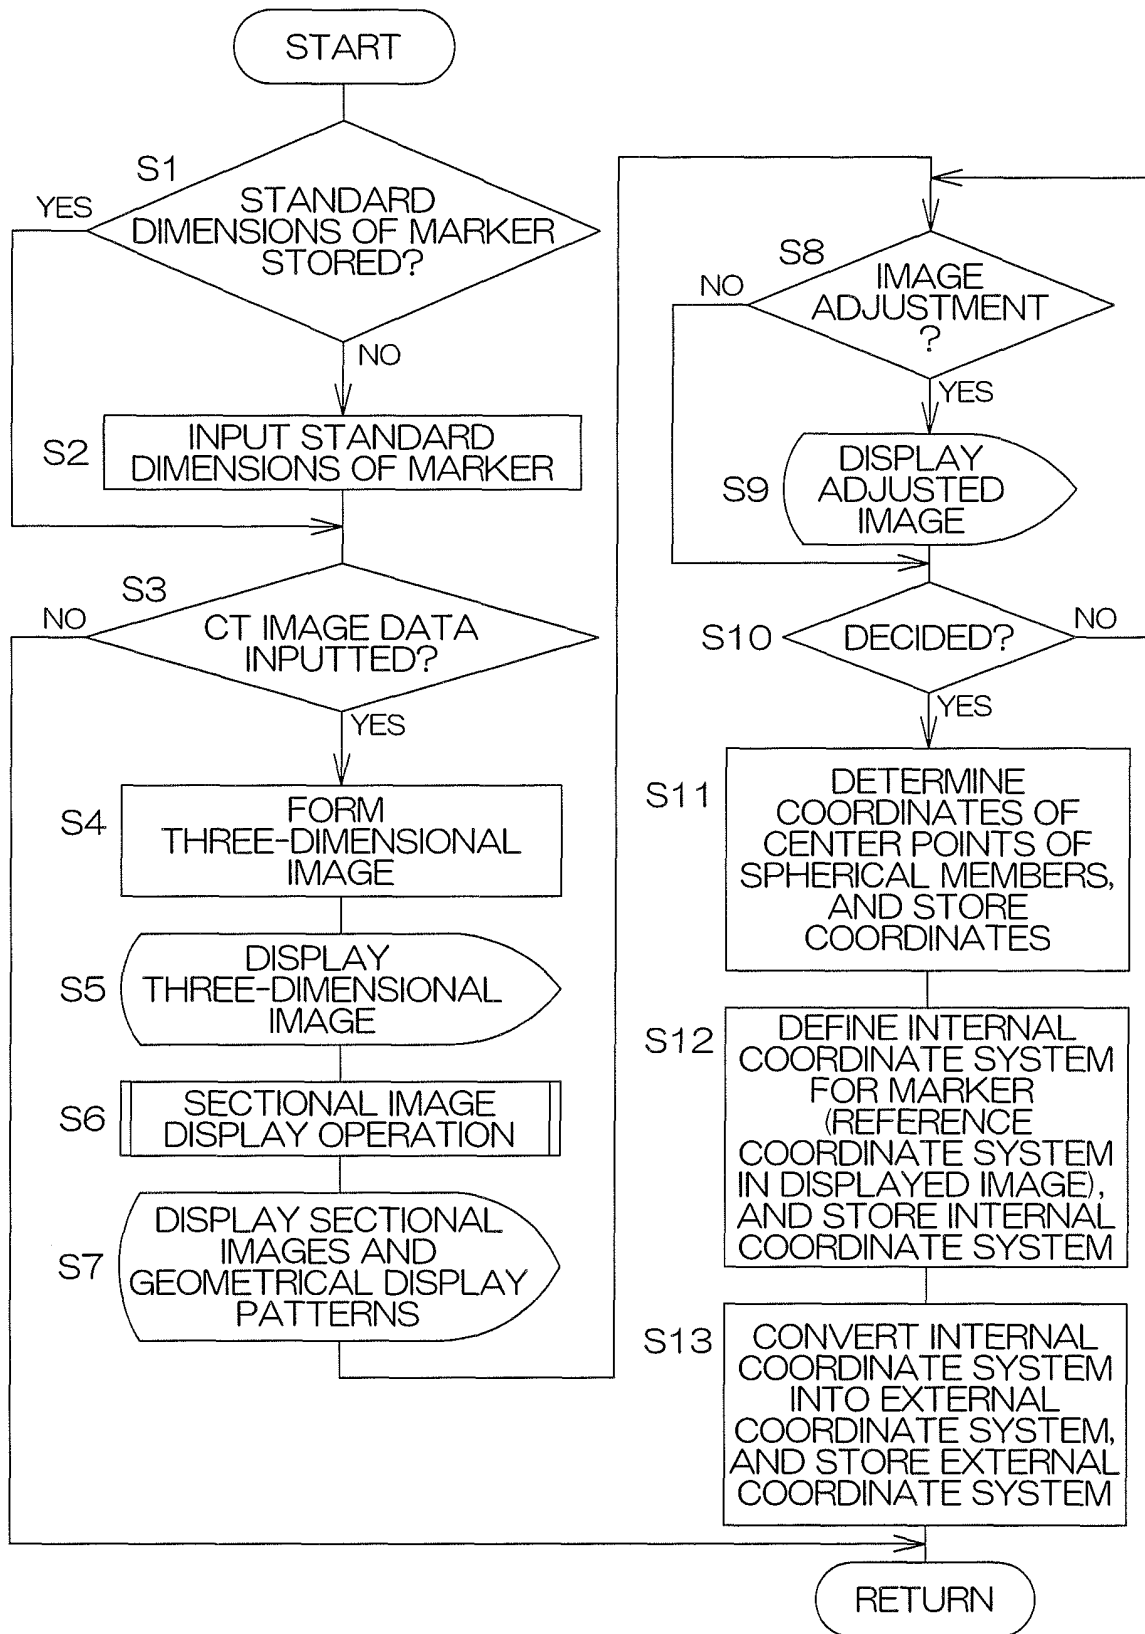 START
S1
YES
STANDARD
DIMENSIONS OF MARKER
STORED?
NO
S2
INPUT STANDARD
DIMENSIONS OF MARKER
S3
NO
CT IMAGE DATA
INPUTTED?
YES
S4
FORM
THREE-DIMENSIONAL
IMAGE
S5
DISPLAY
THREE-DIMENSIONAL
IMAGE
S6
SECTIONAL IMAGE
DISPLAY OPERATION
S7
DISPLAY SECTIONAL
IMAGES AND
GEOMETRICAL DISPLAY
PATTERNS
S8
NO
IMAGE
ADJUSTMENT
?
YES
S9
DISPLAY
ADJUSTED
IMAGE
S10
DECIDED?
NO
YES
S11
DETERMINE
COORDINATES OF
CENTER POINTS OF
SPHERICAL MEMBERS,
AND STORE
COORDINATES
S12
DEFINE INTERNAL
COORDINATE SYSTEM
FOR MARKER
(REFERENCE
COORDINATE SYSTEM
IN DISPLAYED IMAGE),
AND STORE INTERNAL
COORDINATE SYSTEM
S13
CONVERT INTERNAL
COORDINATE SYSTEM
INTO EXTERNAL
COORDINATE SYSTEM,
AND STORE EXTERNAL
COORDINATE SYSTEM
RETURN